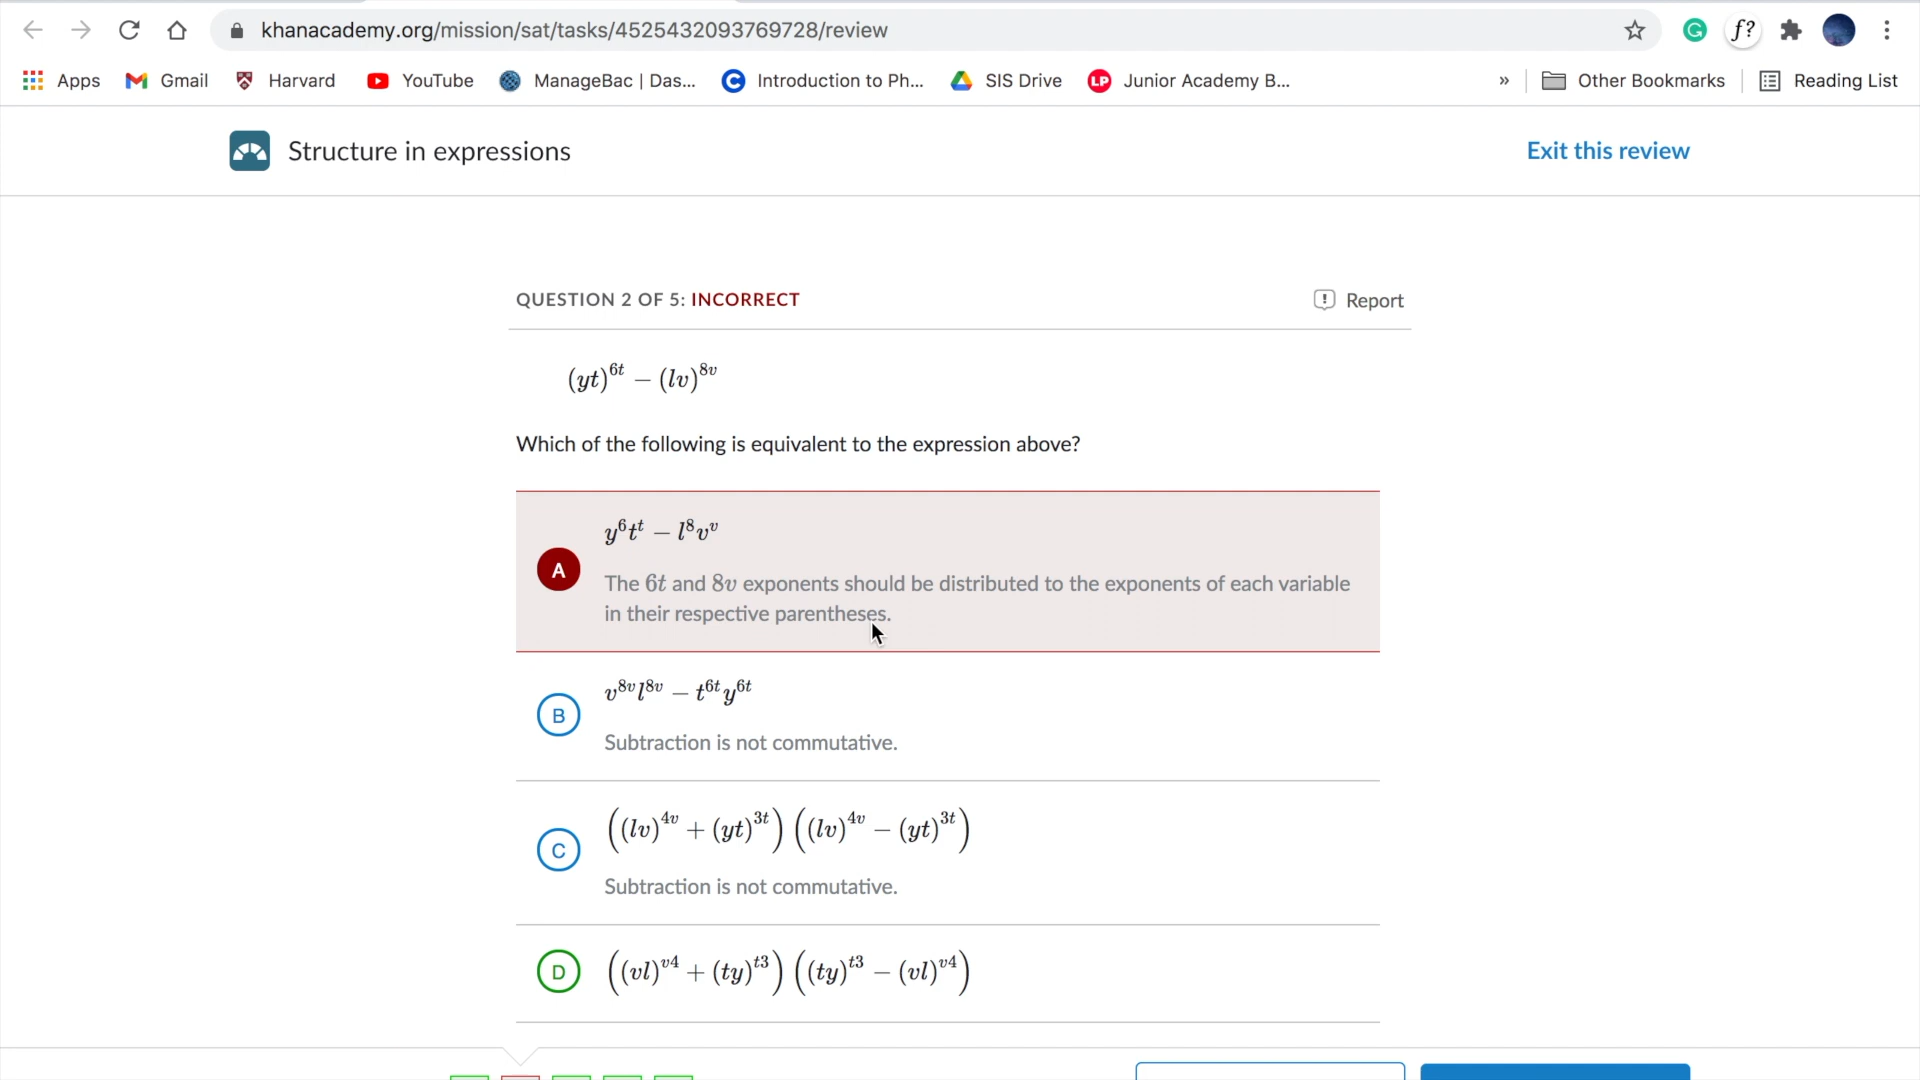 khanacademy.org/mission/sat/tasks/4525432093769728/review
G f?
Apps Gmail Harvard YouTube ManageBac | Das... C Introduction to Ph... SIS Drive LP Junior Academy B... » Other Bookmarks Reading List
Structure in expressions Exit this review
QUESTION 2 OF 5: INCORRECT Report
(yt)^{6t} − (lv)^{8v}
Which of the following is equivalent to the expression above?
A y^6t^t − l^8v^v
The 6t and 8v exponents should be distributed to the exponents of each variable
in their respective parentheses.
B v^{8v}l^{8v} − t^{6t}y^{6t}
Subtraction is not commutative.
C ((lv)^{4v} + (yt)^{3t}) ((lv)^{4v} − (yt)^{3t})
Subtraction is not commutative.
D ((vl)^{v4} + (ty)^{t3}) ((ty)^{t3} − (vl)^{v4})